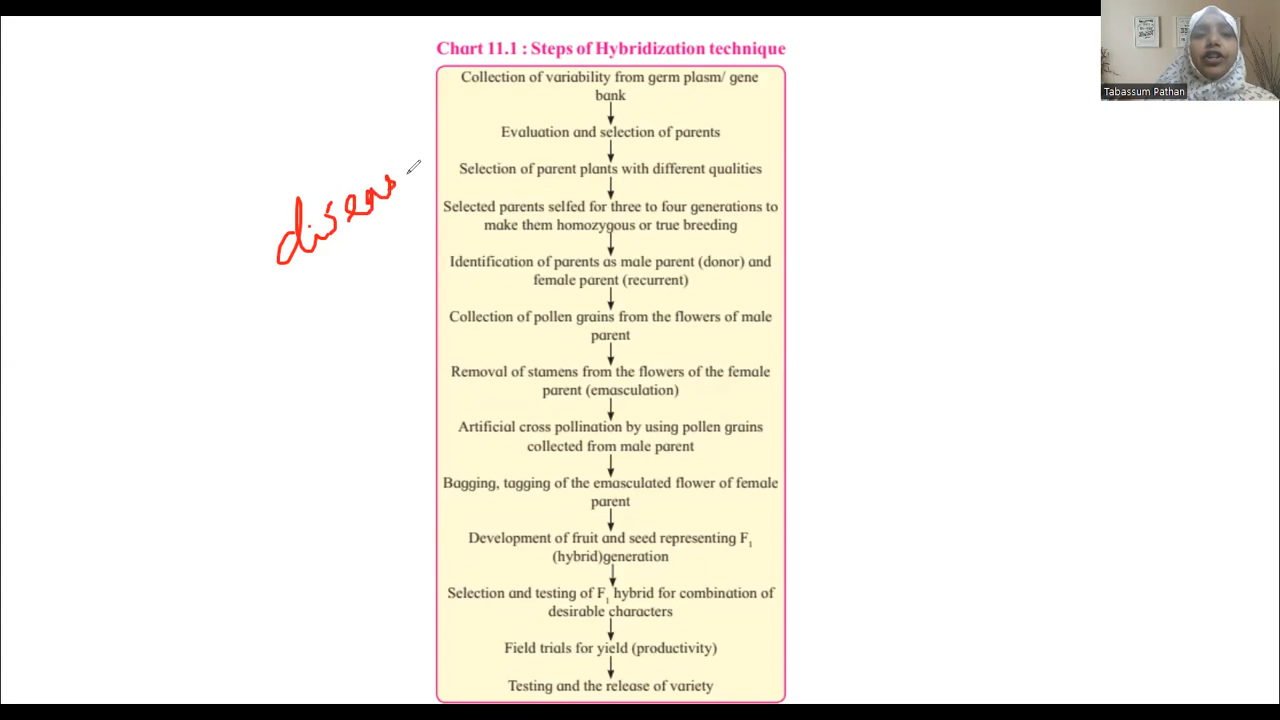 Chart 11.1 : Steps of Hybridization technique
Collection of variability from germ plasm/ gene
bank
Evaluation and selection of parents
Selection of parent plants with different qualities
Selected parents selfed for three to four generations to
make them homozygous or true breeding
Identification of parents as male parent (donor) and
female parent (recurrent)
Collection of pollen grains from the flowers of male
parent
Removal of stamens from the flowers of the female
parent (emasculation)
Artificial cross pollination by using pollen grains
collected from male parent
Bagging, tagging of the emasculated flower of female
parent
Development of fruit and seed representing F₁
(hybrid)generation
Selection and testing of F₁ hybrid for combination of
desirable characters
Field trials for yield (productivity)
Testing and the release of variety
diseas
Tabassum Pathan